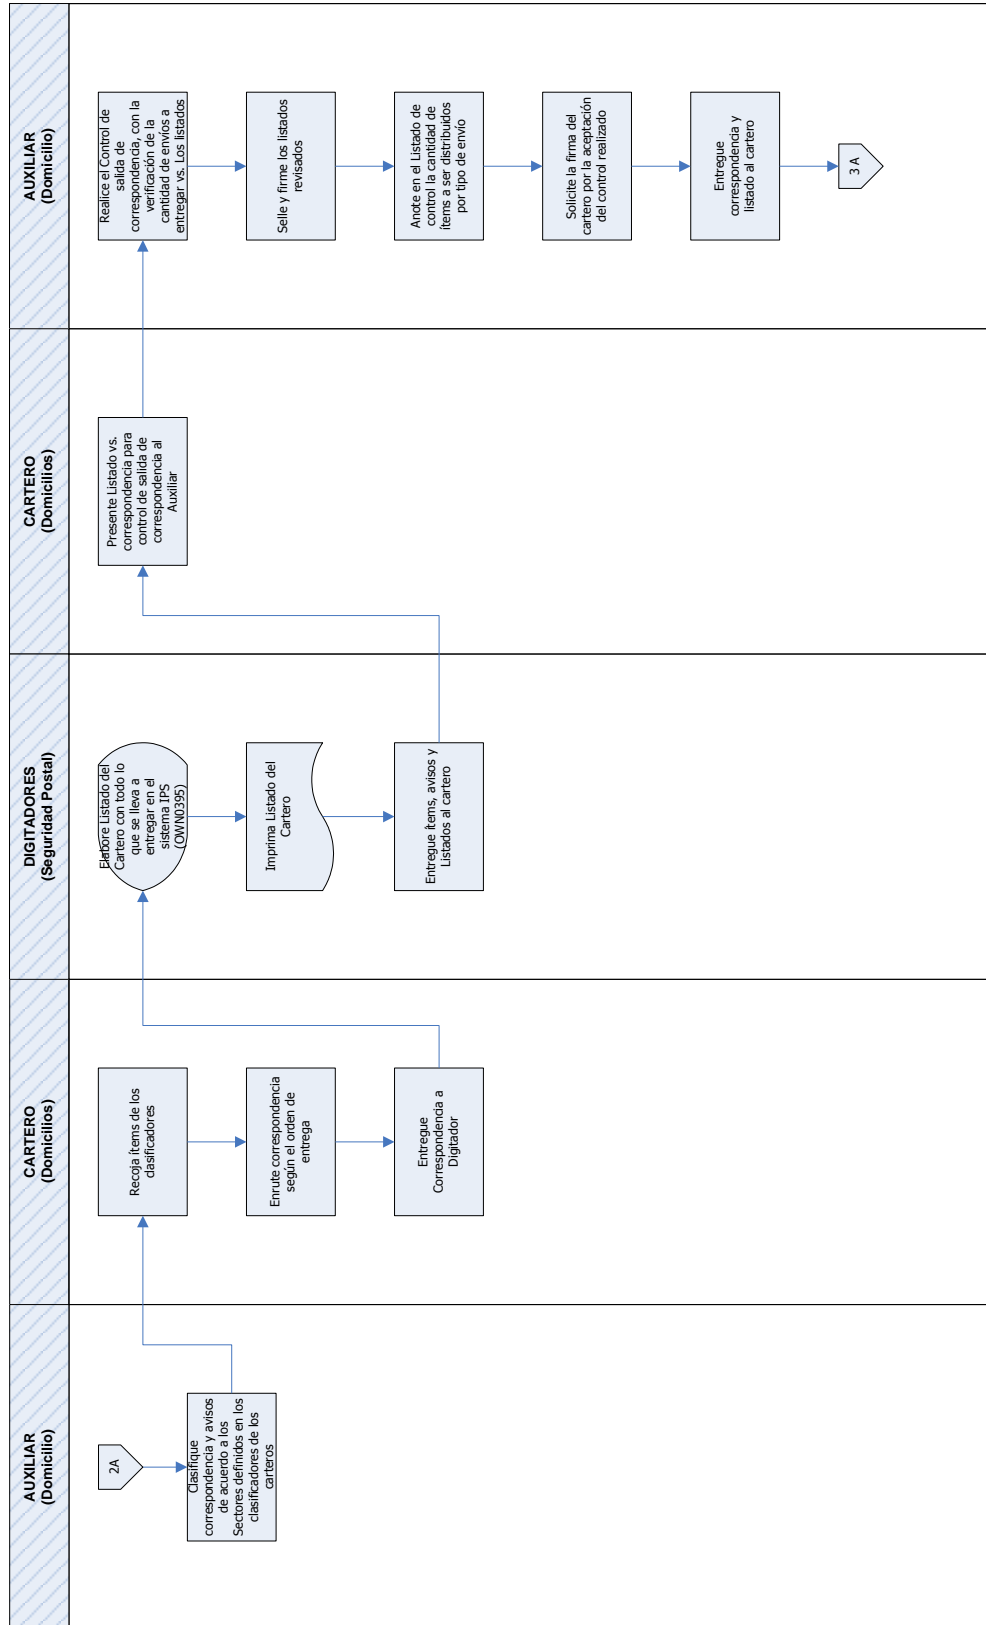 AUXILIAR
(Domicilio)
2A
Clasifique
correspondencia y avisos
de acuerdo a los
Sectores definidos en los
clasificadores de los
carteros
CARTERO
(Domicilios)
Recoja ítems de los
clasificadores
Enrute correspondencia
según el orden de
entrega
Entregue
Correspondencia a
Digitador
DIGITADORES
(Seguridad Postal)
Elabore Listado del
Cartero con todo lo
que se lleva a
entregar en el
sistema IPS
(OWN0395)
Imprima Listado del
Cartero
Entregue ítems, avisos y
Listados al cartero
CARTERO
(Domicilios)
Presente Listado vs.
correspondencia para
control de salida de
correspondencia al
Auxiliar
AUXILIAR
(Domicilio)
Realice el Control de
salida de
correspondencia, con la
verificación de la
cantidad de envíos a
entregar vs. Los listados
Selle y firme los listados
revisados
Anote en el Listado de
control la cantidad de
ítems a ser distribuidos
por tipo de envío
Solicite la firma del
cartero por la aceptación
del control realizado
Entregue
correspondencia y
listado al cartero
3 A